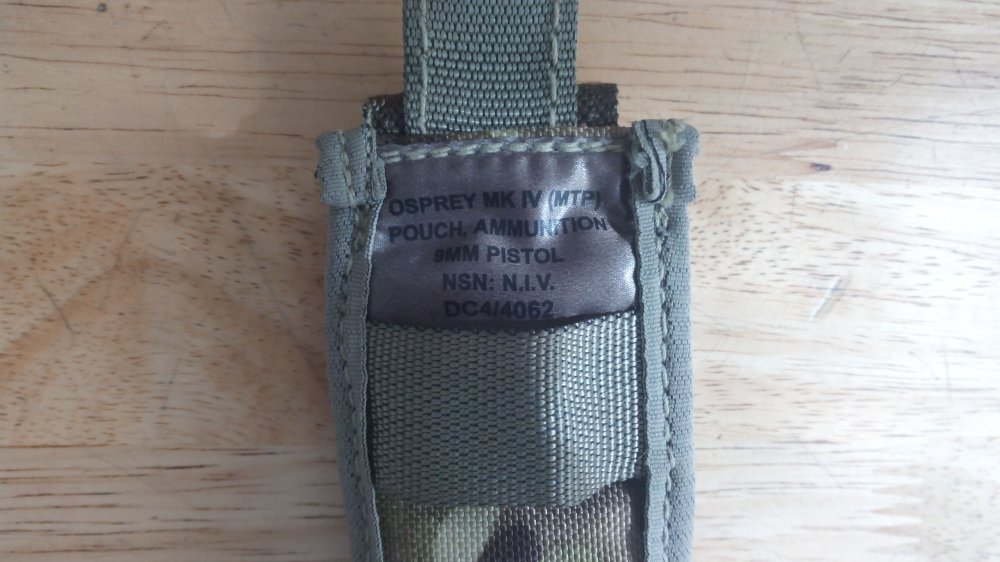 OSPREY MK IV (MTP)
POUCH, AMMUNITION
9MM PISTOL
NSN: N.I.V.
DC4/4062